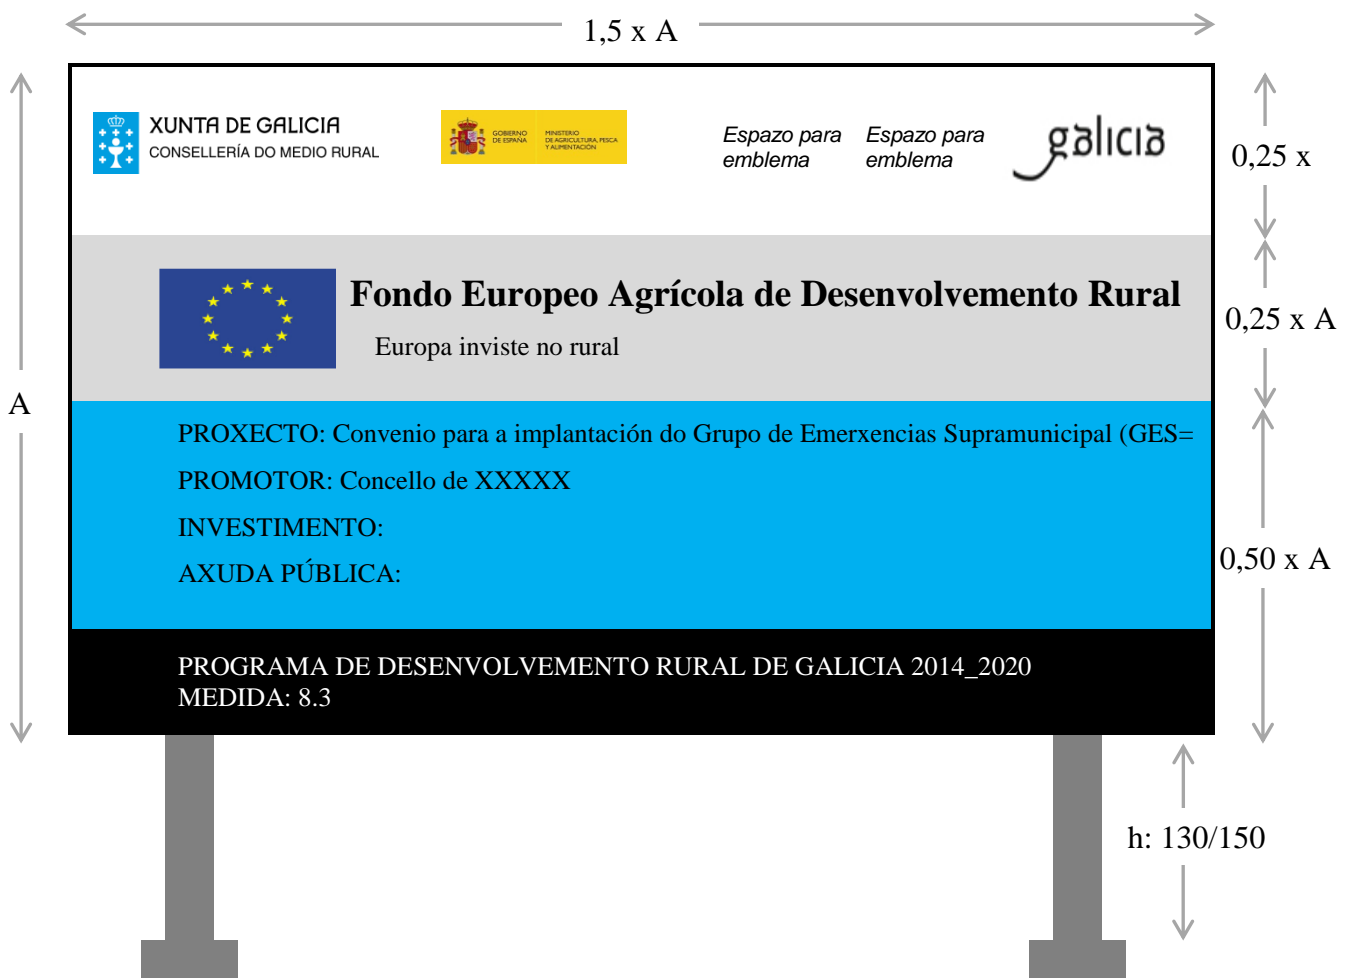 1,5 x A
XUNTA DE GALICIA
CONSELLERÍA DO MEDIO RURAL
GOBIERNO
DE ESPAÑA
MINISTERIO
DE AGRICULTURA, PESCA
Y ALIMENTACIÓN
Espazo para
emblema
Espazo para
emblema
galicia
0,25 x
Fondo Europeo Agrícola de Desenvolvemento Rural
Europa inviste no rural
0,25 x A
A
PROXECTO: Convenio para a implantación do Grupo de Emerxencias Supramunicipal (GES=
PROMOTOR: Concello de XXXXX
INVESTIMENTO:
AXUDA PÚBLICA:
0,50 x A
PROGRAMA DE DESENVOLVEMENTO RURAL DE GALICIA 2014_2020
MEDIDA: 8.3
h: 130/150